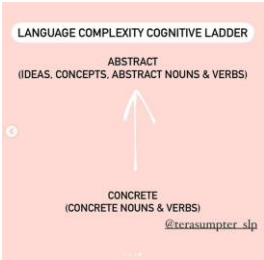 LANGUAGE COMPLEXITY COGNITIVE LADDER
ABSTRACT
(IDEAS, CONCEPTS, ABSTRACT NOUNS & VERBS)
CONCRETE
(CONCRETE NOUNS & VERBS)
@terasumpter_slp